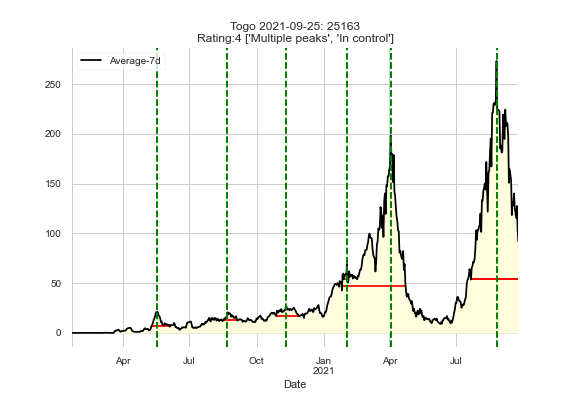 Togo 2021-09-25: 25163
Rating:4 ['Multiple peaks', 'In control']
Average-7d
250
200
150
100
50
0
Apr Jul Oct Jan Apr Jul
2021
Date